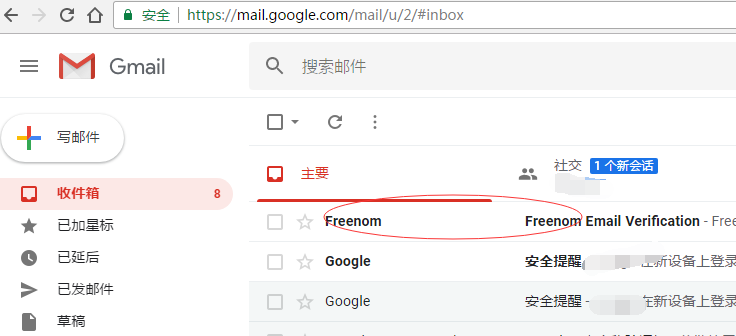 安全 https://mail.google.com/mail/u/2/#inbox
Gmail
搜索邮件
写邮件
主要
社交 1 个新会话
收件箱 8
Freenom Freenom Email Verification - Free
已加星标
Google 安全提醒 在新设备上登录
已延后
Google 安全提醒 - 在新设备上登录
已发邮件
草稿